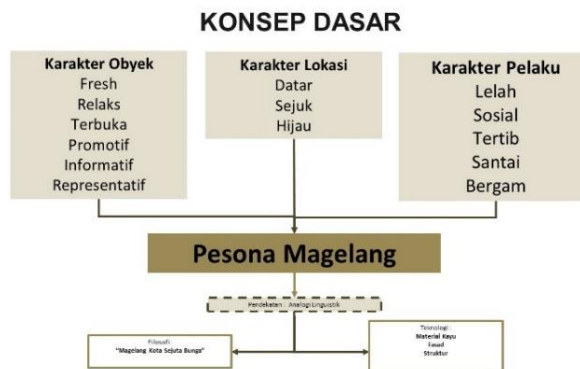 KONSEP DASAR
Karakter Obyek
Fresh
Relaks
Terbuka
Promotif
Informatif
Representatif
Karakter Lokasi
Datar
Sejuk
Hijau
Karakter Pelaku
Lelah
Sosial
Tertib
Santai
Bergam
Pesona Magelang
Perdekatan : Analogi Linguistik
Filosofi :
"Magelang Kota Sejuta Bunga"
Teknologi :
Material Kayu
Fasad
Struktur